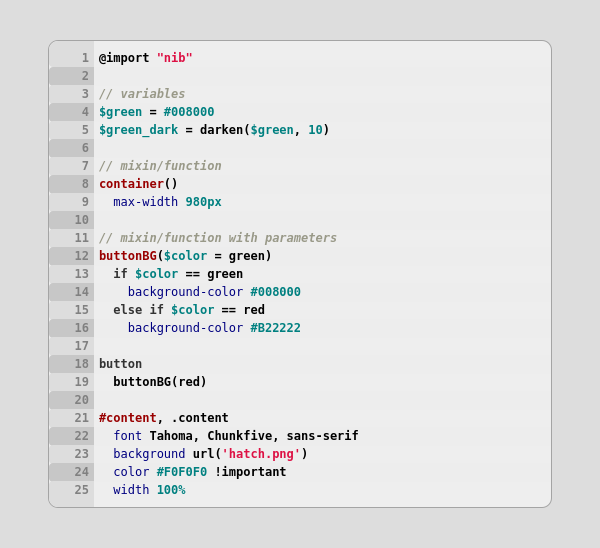 1 @import "nib"
2
3 // variables
4 $green = #008000
5 $green_dark = darken($green, 10)
6
7 // mixin/function
8 container()
9   max-width 980px
10
11 // mixin/function with parameters
12 buttonBG($color = green)
13   if $color == green
14     background-color #008000
15   else if $color == red
16     background-color #B22222
17
18 button
19   buttonBG(red)
20
21 #content, .content
22   font Tahoma, Chunkfive, sans-serif
23   background url('hatch.png')
24   color #F0F0F0 !important
25   width 100%